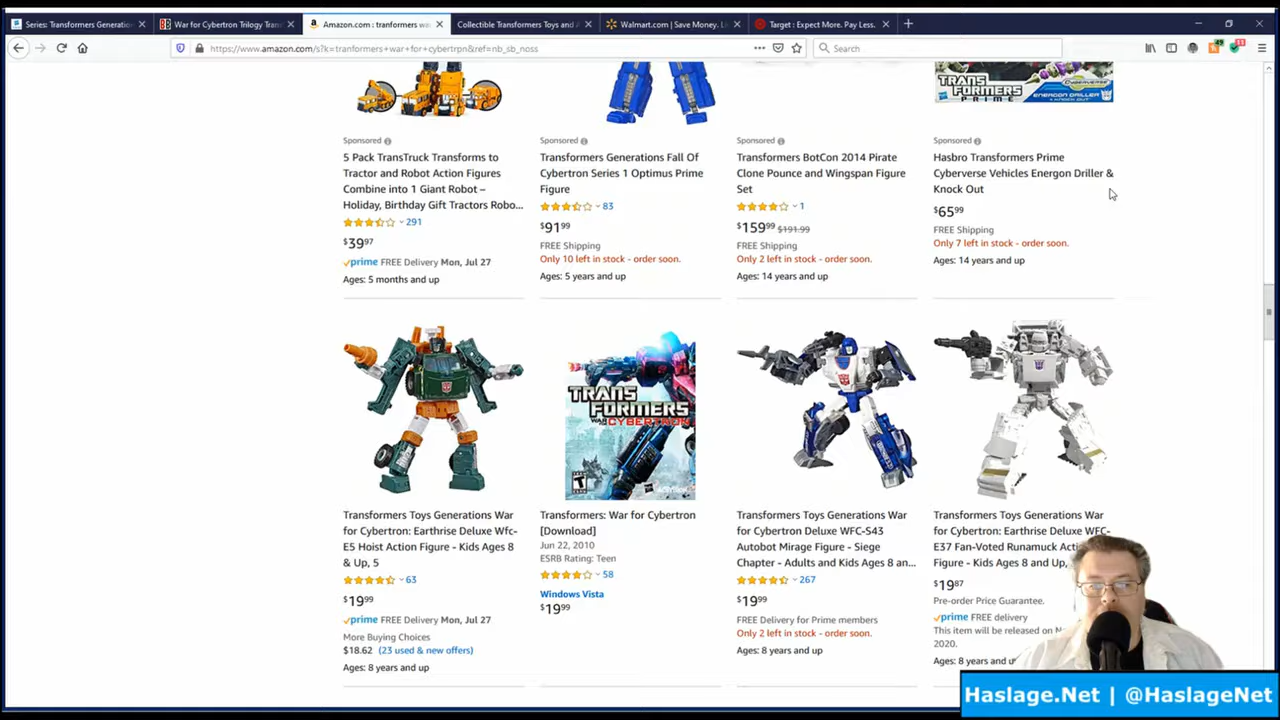 Series: Transformers Generation
War for Cybertron Trilogy Trans
Amazon.com : tranformers wa
Collectible Transformers Toys and A
Walmart.com | Save Money. Li
Target : Expect More. Pay Less.
https://www.amazon.com/s?k=tranformers+war+for+cybertrpn&ref=nb_sb_noss
Search
TRANSFORMERS
PRIME
ENERGON DRILLER
Sponsored
5 Pack TransTruck Transforms to
Tractor and Robot Action Figures
Combine into 1 Giant Robot –
Holiday, Birthday Gift Tractors Robo...
291
$39.97
prime FREE Delivery Mon, Jul 27
Ages: 5 months and up
Sponsored
Transformers Generations Fall Of
Cybertron Series 1 Optimus Prime
Figure
83
$91.99
FREE Shipping
Only 10 left in stock - order soon.
Ages: 5 years and up
Sponsored
Transformers BotCon 2014 Pirate
Clone Pounce and Wingspan Figure
Set
1
$159.99 $191.99
FREE Shipping
Only 2 left in stock - order soon.
Ages: 14 years and up
Sponsored
Hasbro Transformers Prime
Cyberverse Vehicles Energon Driller &
Knock Out
$65.99
FREE Shipping
Only 7 left in stock - order soon.
Ages: 14 years and up
Transformers Toys Generations War
for Cybertron: Earthrise Deluxe Wfc-
E5 Hoist Action Figure - Kids Ages 8
& Up, 5
63
$19.99
prime FREE Delivery Mon, Jul 27
More Buying Choices
$18.62 (23 used & new offers)
Ages: 8 years and up
TRANSFORMERS
WAR FOR CYBERTRON
Transformers: War for Cybertron
[Download]
Jun 22, 2010
ESRB Rating: Teen
58
Windows Vista
$19.99
Transformers Toys Generations War
for Cybertron Deluxe WFC-S43
Autobot Mirage Figure - Siege
Chapter - Adults and Kids Ages 8 an...
267
$19.99
FREE Delivery for Prime members
Only 2 left in stock - order soon.
Ages: 8 years and up
Transformers Toys Generations War
for Cybertron: Earthrise Deluxe WFC-
E37 Fan-Voted Runamuck Acti
Figure - Kids Ages 8 and Up,
$19.87
Pre-order Price Guarantee.
prime FREE delivery
This item will be released on N
2020.
Ages: 8 years and u
Haslage.Net | @HaslageNet